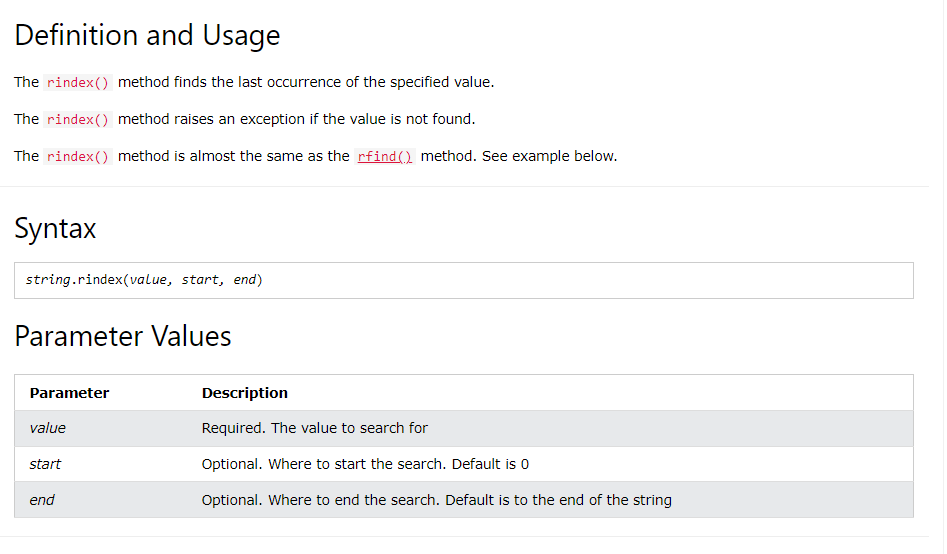 Definition and Usage
The rindex() method finds the last occurrence of the specified value.
The rindex() method raises an exception if the value is not found.
The rindex() method is almost the same as the rfind() method. See example below.
Syntax
string.rindex(value, start, end)
Parameter Values
Parameter Description
value Required. The value to search for
start Optional. Where to start the search. Default is 0
end Optional. Where to end the search. Default is to the end of the string